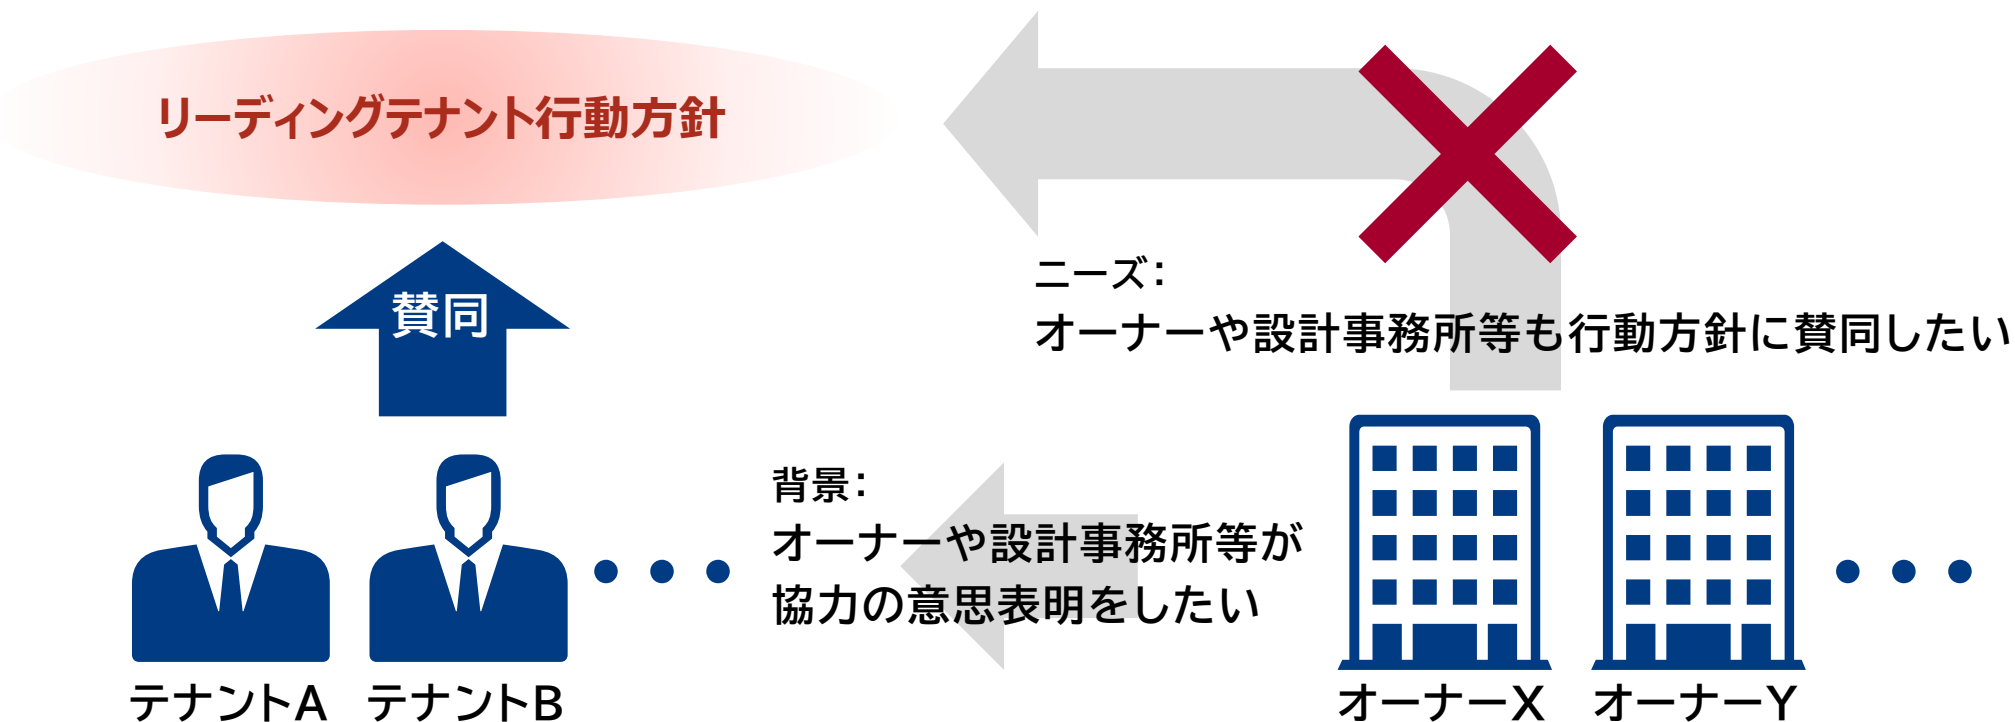 リーディングテナント行動方針
賛同
ニーズ：
オーナーや設計事務所等も行動方針に賛同したい
背景：
オーナーや設計事務所等が
協力の意思表明をしたい
テナントA
テナントB
オーナーX
オーナーY